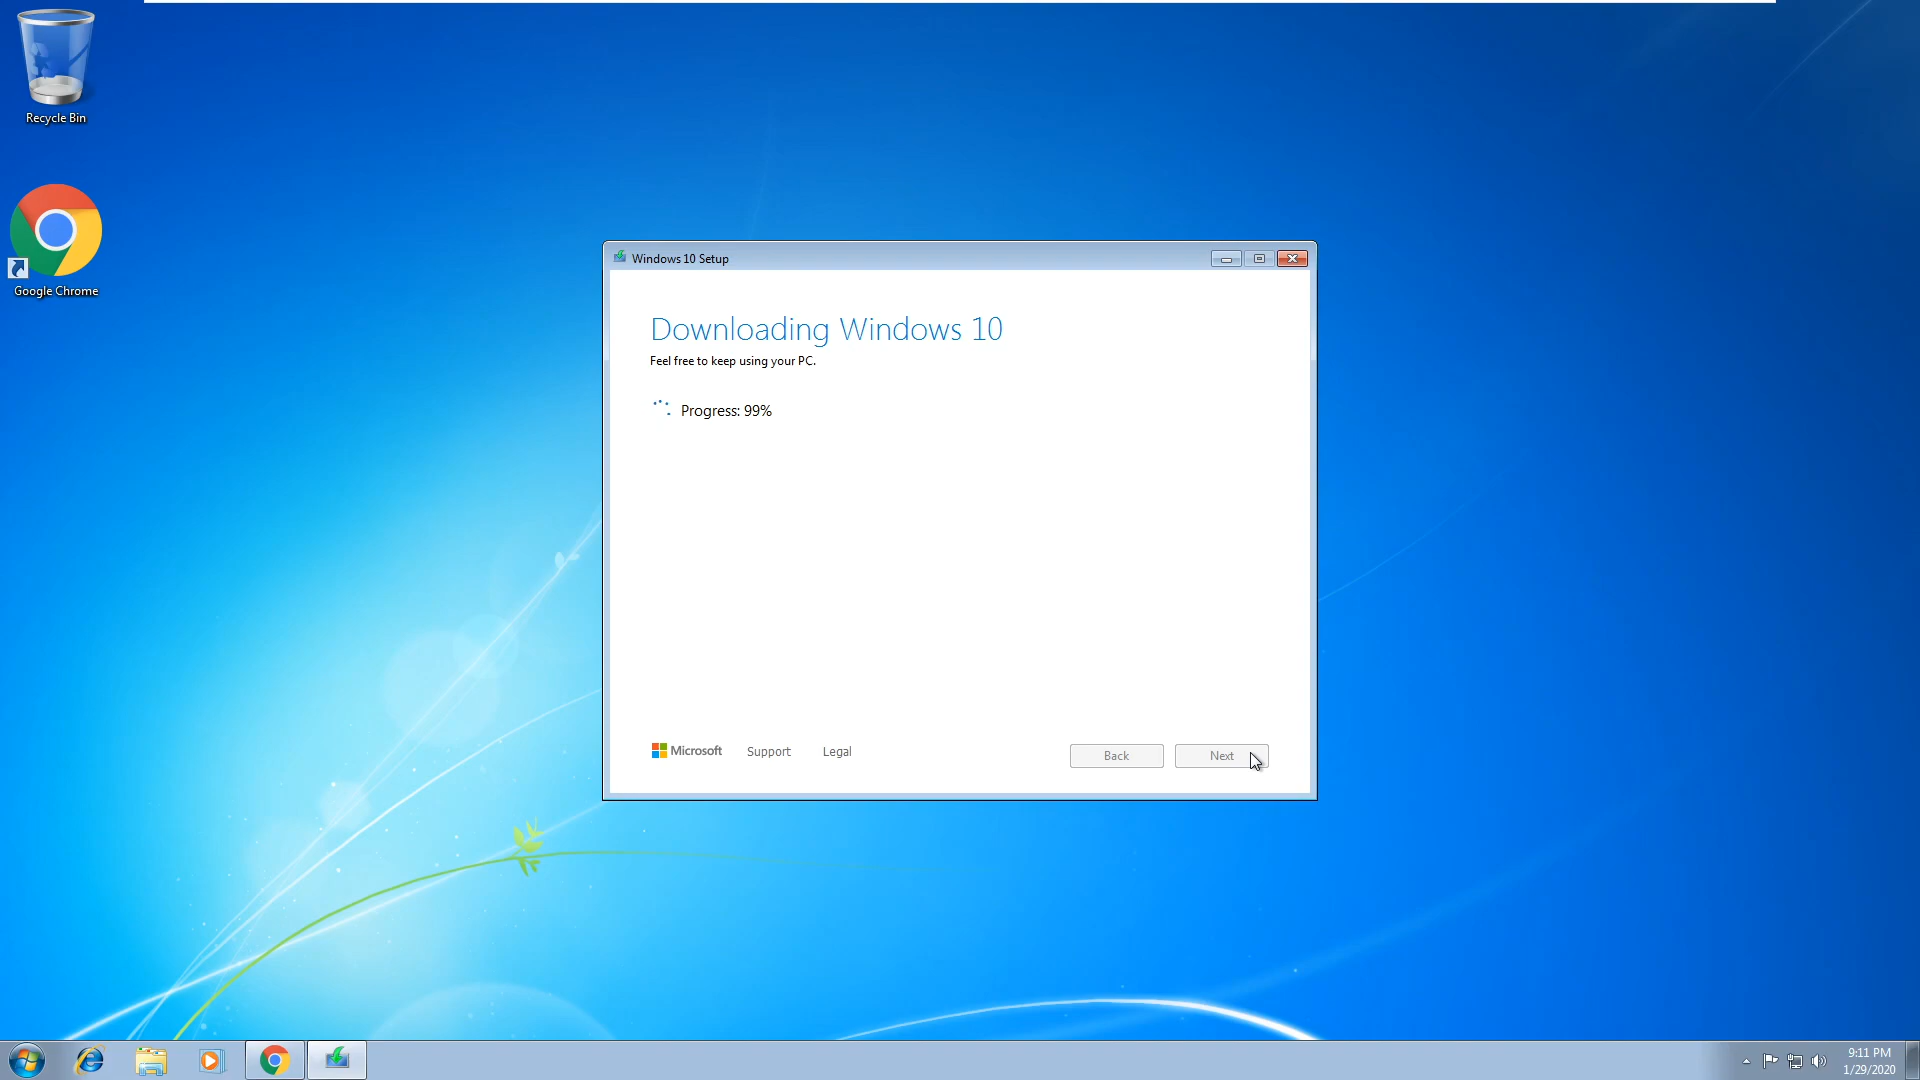 Recycle Bin
Google Chrome
Windows 10 Setup
Downloading Windows 10
Feel free to keep using your PC.
Progress: 99%
Microsoft Support Legal
Back Next
9:11 PM
1/29/2020